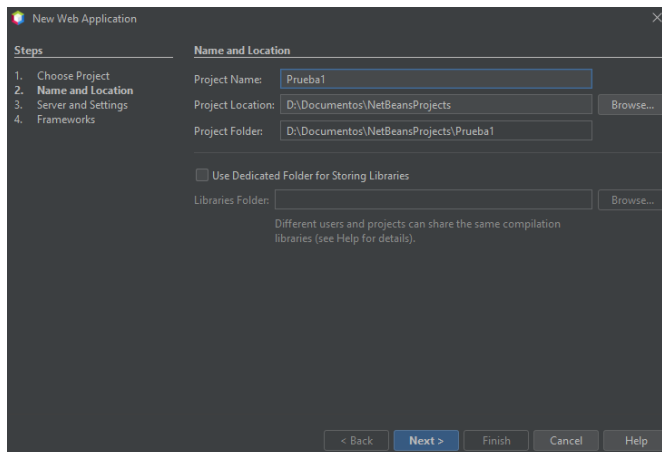 New Web Application
Steps
1. Choose Project
2. Name and Location
3. Server and Settings
4. Frameworks
Name and Location
Project Name: Prueba1
Project Location: D:\Documentos\NetBeansProjects Browse...
Project Folder: D:\Documentos\NetBeansProjects\Prueba1
Use Dedicated Folder for Storing Libraries
Libraries Folder: Browse...
Different users and projects can share the same compilation
libraries (see Help for details).
< Back Next > Finish Cancel Help